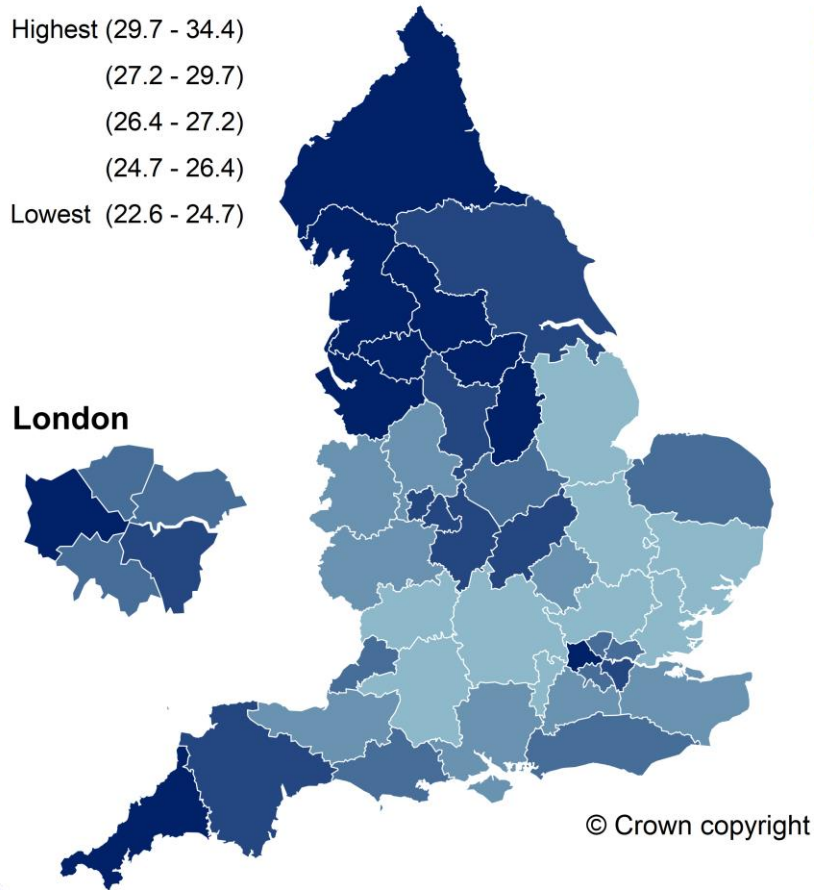 Highest (29.7 - 34.4)
(27.2 - 29.7)
(26.4 - 27.2)
(24.7 - 26.4)
Lowest (22.6 - 24.7)
London
© Crown copyright